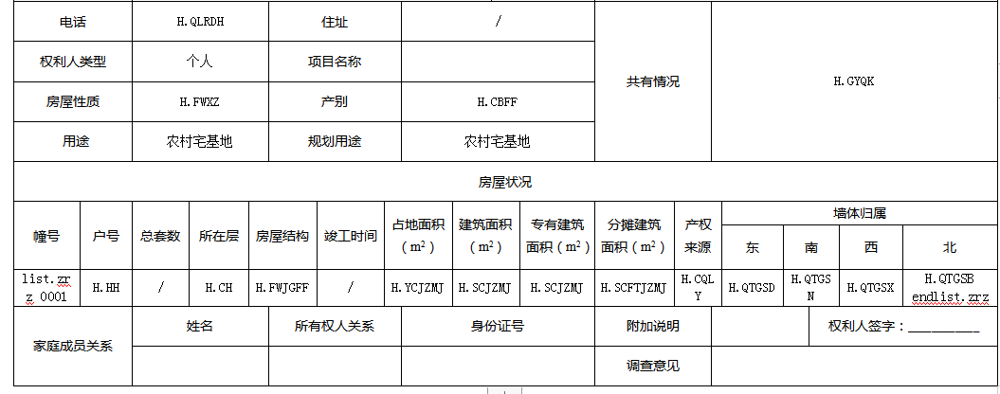 电话 H.QLRDH 住址 /
权利人类型 个人 项目名称
共有情况 H.GYQK
房屋性质 H.FWXZ 产别 H.CBFF
用途 农村宅基地 规划用途 农村宅基地
房屋状况
幢号 户号 总套数 所在层 房屋结构 竣工时间 占地面积（m²） 建筑面积（m²） 专有建筑面积（m²） 分摊建筑面积（m²） 产权来源 墙体归属
东 南 西 北
list.zrz_0001 H.HH / H.CH H.FWJGFF / H.YCJZMJ H.SCJZMJ H.SCJZMJ H.SCFTJZMJ H.CQLY H.QTGSD H.QTGSN H.QTGSX H.QTGSB endlist.zrz
家庭成员关系 姓名 所有权人关系 身份证号 附加说明 权利人签字：__________
调查意见